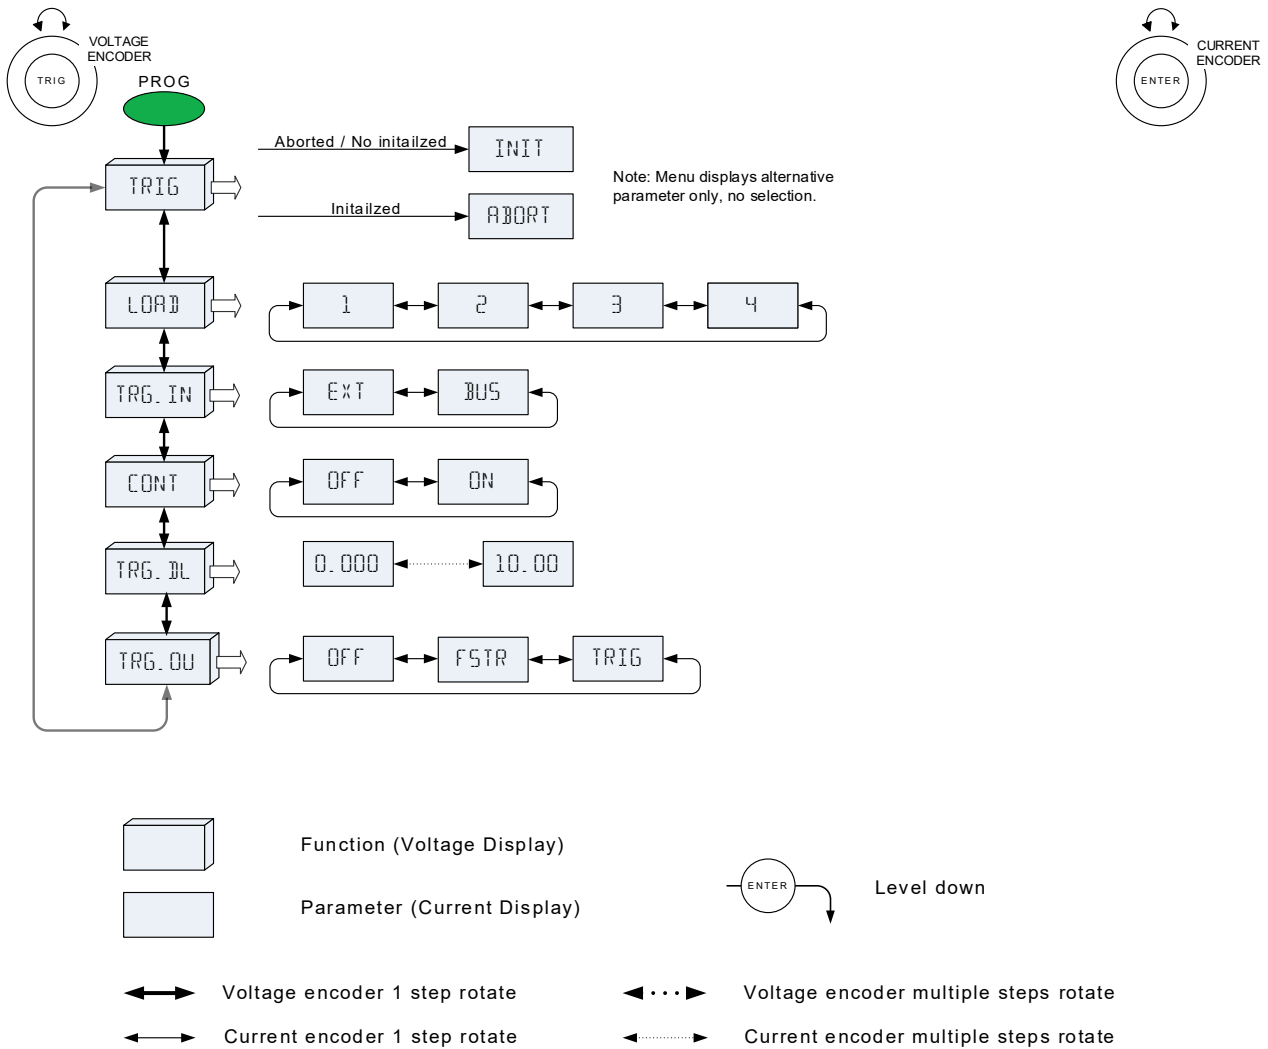 VOLTAGE
ENCODER
TRIG
PROG
CURRENT
ENCODER
ENTER
TRIG
Aborted / No initailzed
INIT
Note: Menu displays alternative
parameter only, no selection.
Initailzed
ABORT
LOAD
1
2
3
4
TRG.IN
EXT
BUS
CONT
OFF
ON
TRG.DL
0.000
10.00
TRG.OU
OFF
FSTR
TRIG
Function (Voltage Display)
Parameter (Current Display)
ENTER
Level down
Voltage encoder 1 step rotate
Voltage encoder multiple steps rotate
Current encoder 1 step rotate
Current encoder multiple steps rotate